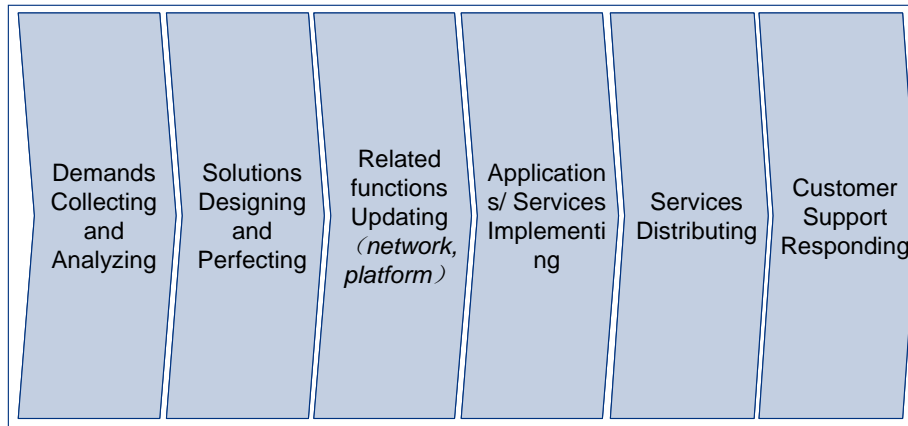 Demands
Collecting
and
Analyzing
Solutions
Designing
and
Perfecting
Related
functions
Updating
（network,
platform）
Application
s/ Services
Implementi
ng
Services
Distributing
Customer
Support
Responding